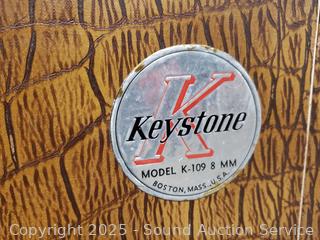 K
Keystone
MODEL K-109 8 MM
BOSTON, MASS., U.S.A.
Copyright 2025 - Sound Auction Service